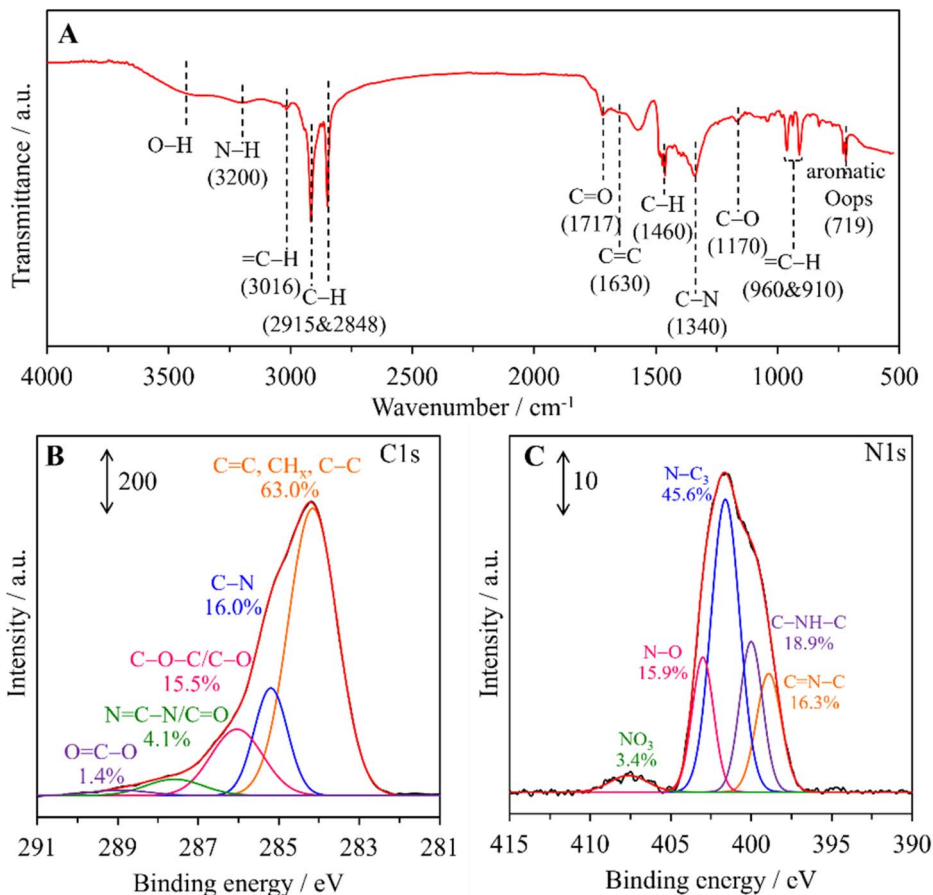 A
Transmittance / a.u.
O–H
N–H
(3200)
=C–H
(3016)
C–H
(2915&2848)
C=O
(1717)
C=C
(1630)
C–H
(1460)
C–N
(1340)
C–O
(1170)
=C–H
(960&910)
aromatic
Oops
(719)
4000 3500 3000 2500 2000 1500 1000 500
Wavenumber / cm⁻¹
B
200
C1s
C=C, CHₓ, C–C
63.0%
C–N
16.0%
C–O–C/C–O
15.5%
N=C–N/C=O
4.1%
O=C–O
1.4%
Intensity / a.u.
291 289 287 285 283 281
Binding energy / eV
C
10
N1s
N–C₃
45.6%
C–NH–C
18.9%
N–O
15.9%
C=N–C
16.3%
NO₃
3.4%
Intensity / a.u.
415 410 405 400 395 390
Binding energy / eV